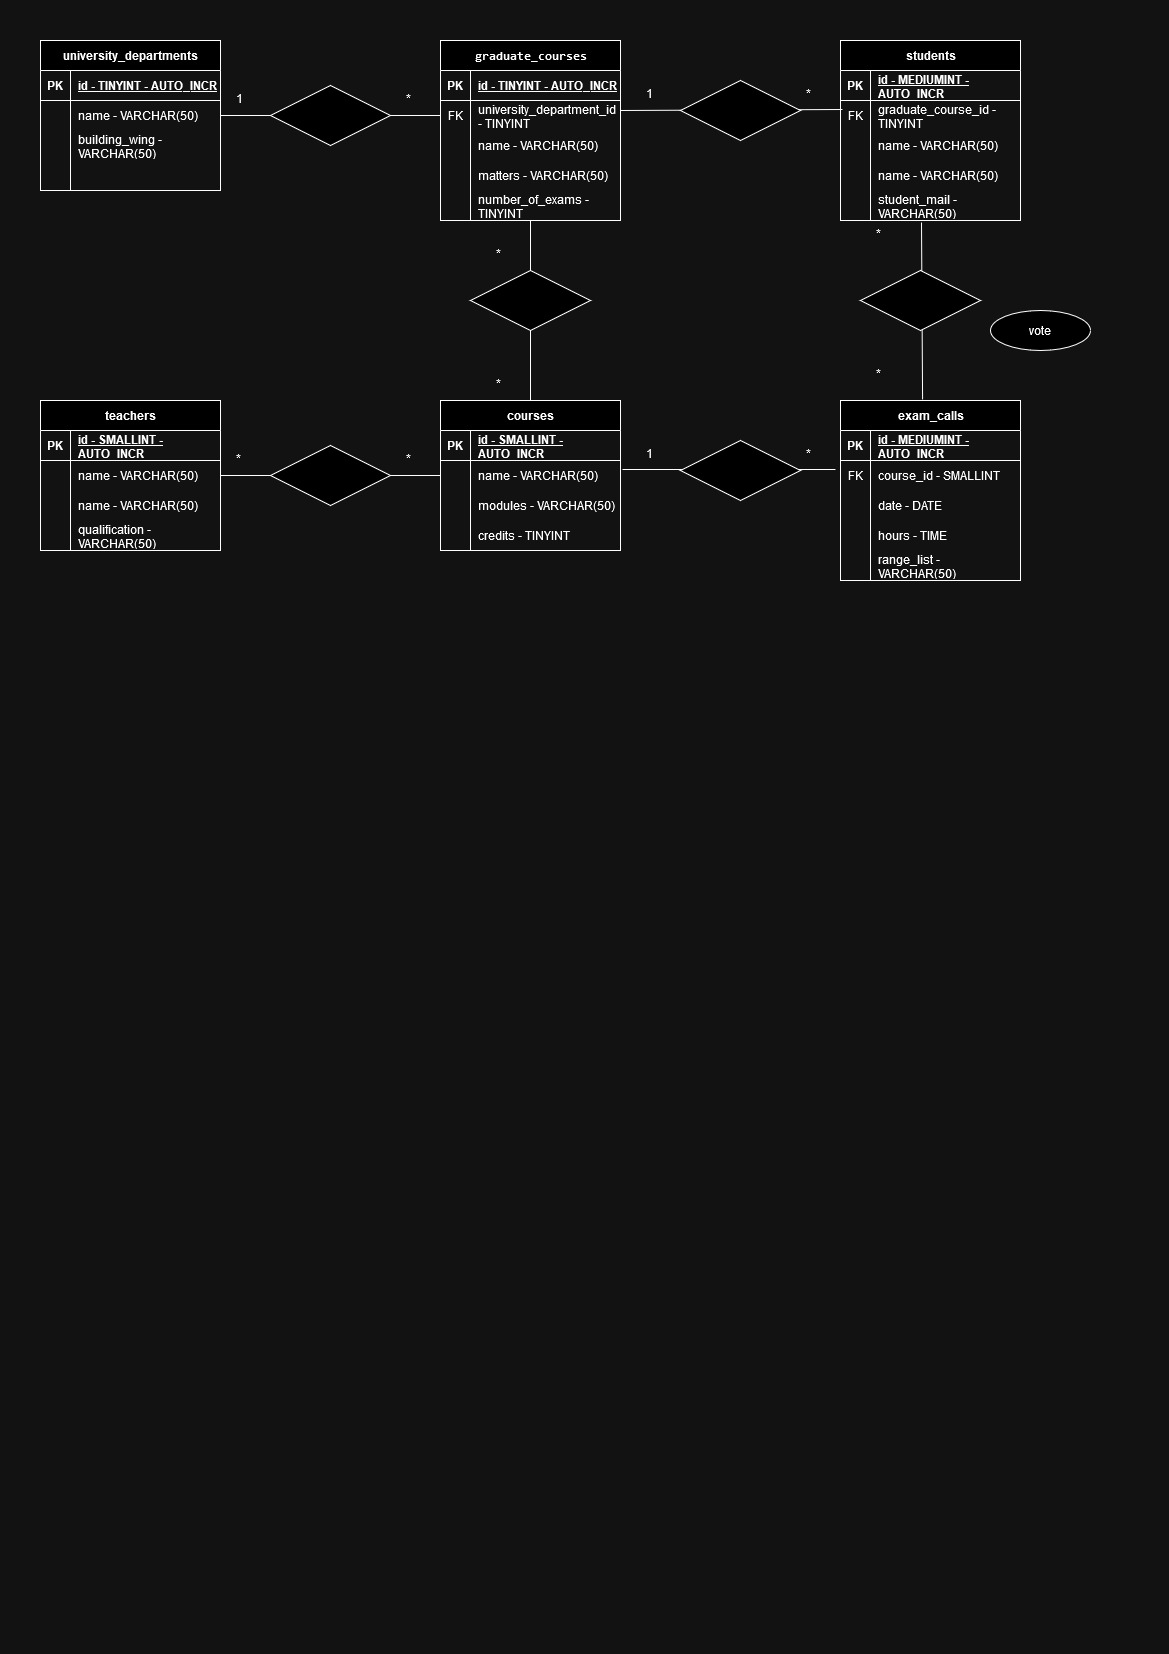 university_departments
PK
id - TINYINT - AUTO_INCR
name - VARCHAR(50)
building_wing -
VARCHAR(50)
1
*
graduate_courses
PK
id - TINYINT - AUTO_INCR
FK
university_department_id
- TINYINT
name - VARCHAR(50)
matters - VARCHAR(50)
number_of_exams -
TINYINT
1
*
students
PK
id - MEDIUMINT -
AUTO_INCR
FK
graduate_course_id -
TINYINT
name - VARCHAR(50)
name - VARCHAR(50)
student_mail -
VARCHAR(50)
*
*
*
*
vote
teachers
PK
id - SMALLINT -
AUTO_INCR
name - VARCHAR(50)
name - VARCHAR(50)
qualification -
VARCHAR(50)
*
*
courses
PK
id - SMALLINT -
AUTO_INCR
name - VARCHAR(50)
modules - VARCHAR(50)
credits - TINYINT
1
*
exam_calls
PK
id - MEDIUMINT -
AUTO_INCR
FK
course_id - SMALLINT
date - DATE
hours - TIME
range_list -
VARCHAR(50)